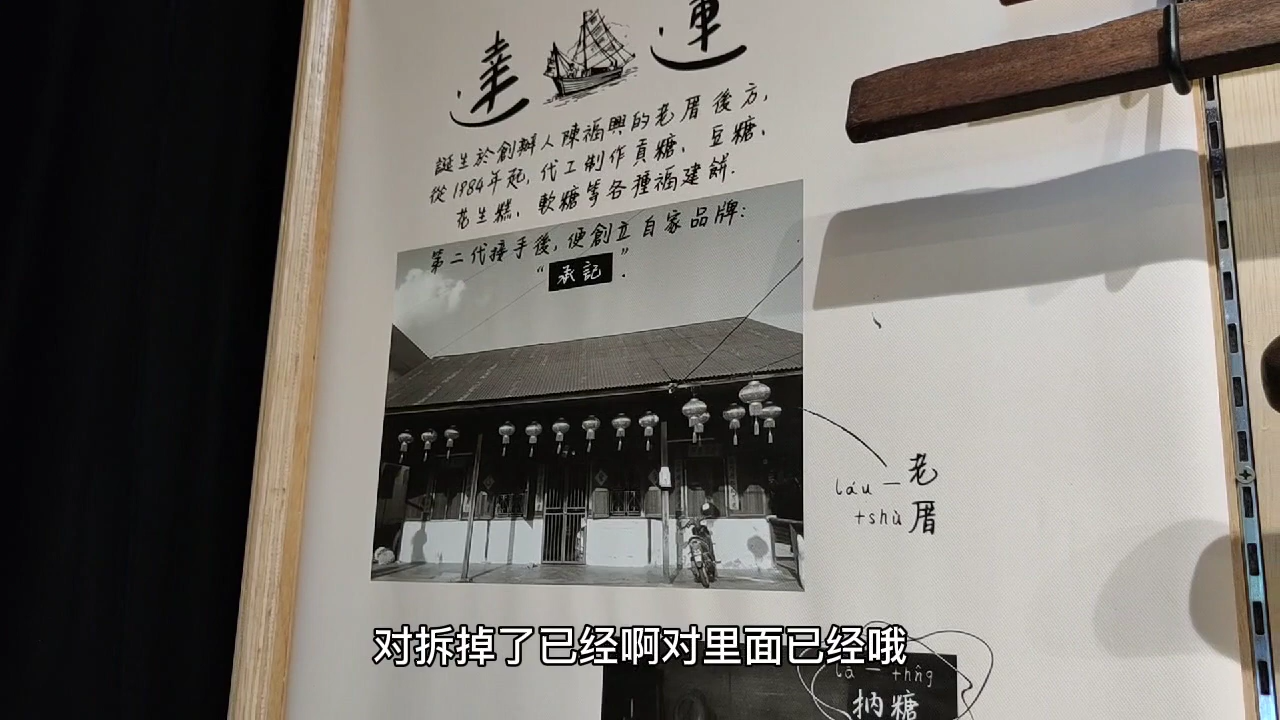 達 運
誕生於創辦人陳福興的老厝後方,
從1984年起,代工制作貢糖、豆糖、
花生糕、軟糖等各種福建餅.
第二代接手後,便創立自家品牌:
"承記".
láu — 老
+shù 厝
对拆掉了已经啊对里面已经哦
lā — +hn̂g
抐糖